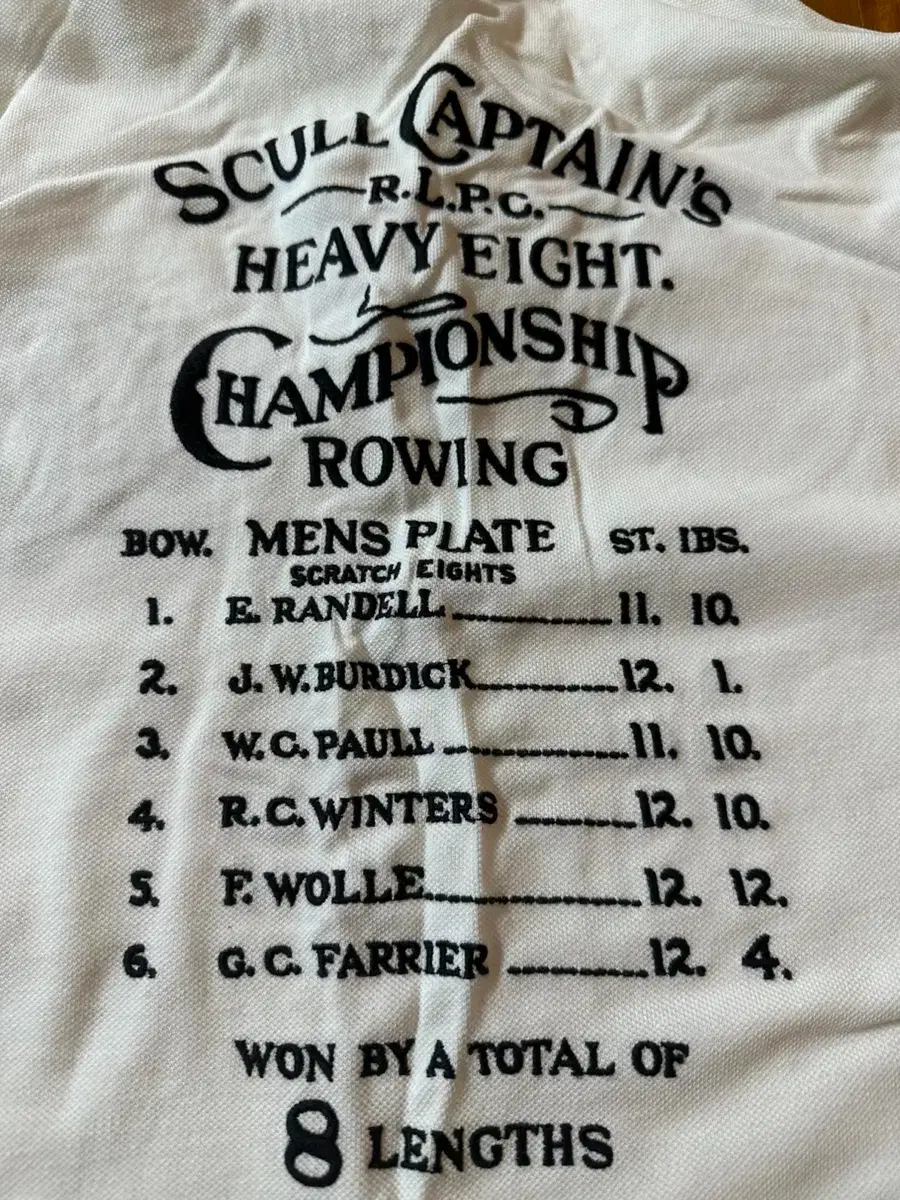 SCULL CAPTAIN'S
R.L.P.C.
HEAVY EIGHT.
CHAMPIONSHIP
ROWING
BOW. MENS PLATE ST. IBS.
SCRATCH EIGHTS
1. E. RANDELL 11. 10.
2. J. W. BURDICK 12. 1.
3. W. C. PAULL 11. 10.
4. R. C. WINTERS 12. 10.
5. F. WOLLE 12. 12.
6. G. C. FARRIER 12. 4.
WON BY A TOTAL OF
8 LENGTHS